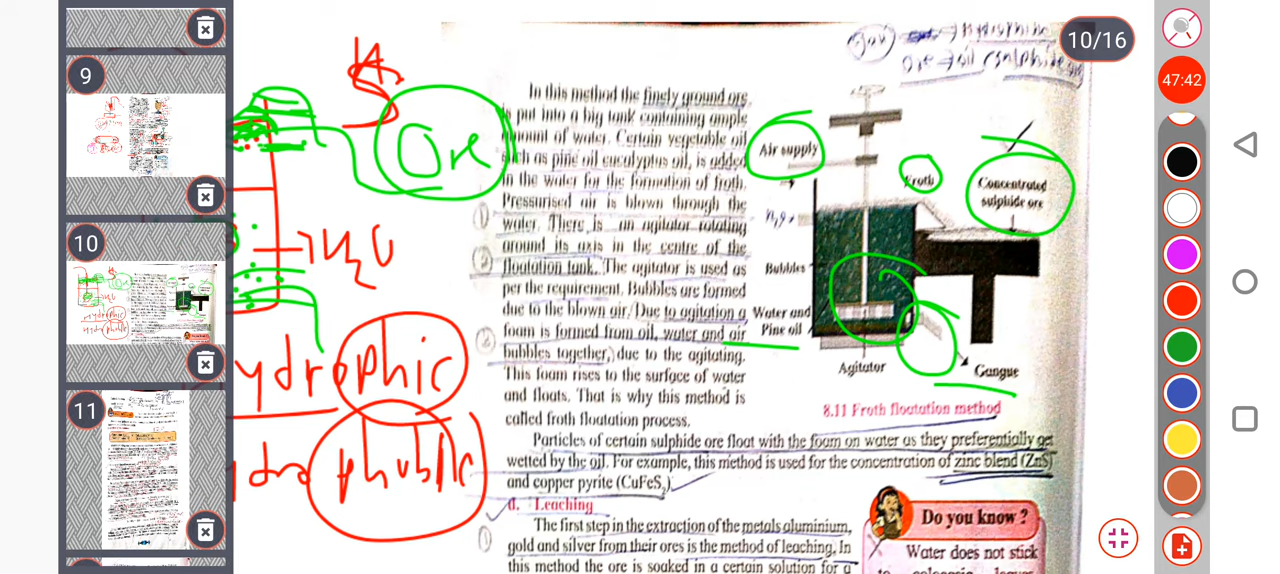 9
10
11
Ore
H2O
ydrophic
dro phobic
10/16
47:42
In this method the finely ground ore
is put into a big tank containing ample
amount of water. Certain vegetable oil
such as pine oil eucalyptus oil, is added
in the water for the formation of froth.
Pressurised air is blown through the
water. There is an agitator rotating
around its axis in the centre of the
floatation tank. The agitator is used as
per the requirement. Bubbles are formed
due to the blown air. Due to agitation a
foam is formed from oil, water and air
bubbles together, due to the agitating.
This foam rises to the surface of water
and floats. That is why this method is
called froth floatation process.
Air supply
Froth
Concentrated
sulphide ore
Bubbles
Water and
Pine oil
Agitator
Gangue
8.11 Froth floatation method
Particles of certain sulphide ore float with the foam on water as they preferentially get
wetted by the oil. For example, this method is used for the concentration of zinc blend (ZnS)
and copper pyrite (CuFeS2)
d. Leaching
The first step in the extraction of the metals aluminium,
gold and silver from their ores is the method of leaching. In
this method the ore is soaked in a certain solution for a
Do you know ?
Water does not stick